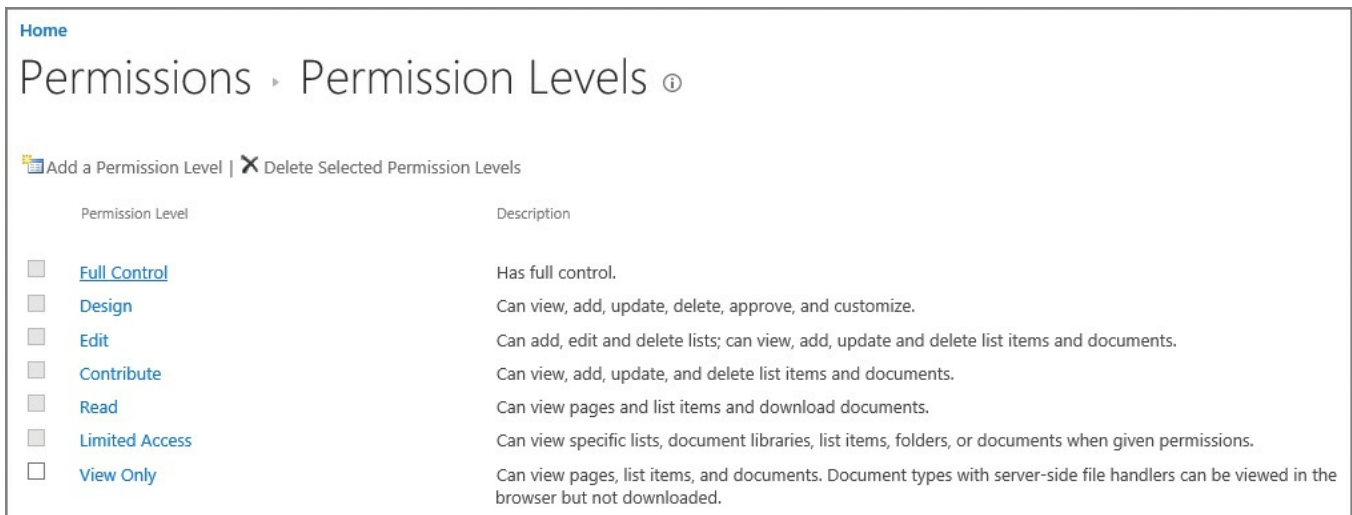 Home
Permissions ▸ Permission Levels ⓘ
Add a Permission Level | ✕ Delete Selected Permission Levels
Permission Level Description
Full Control Has full control.
Design Can view, add, update, delete, approve, and customize.
Edit Can add, edit and delete lists; can view, add, update and delete list items and documents.
Contribute Can view, add, update, and delete list items and documents.
Read Can view pages and list items and download documents.
Limited Access Can view specific lists, document libraries, list items, folders, or documents when given permissions.
View Only Can view pages, list items, and documents. Document types with server-side file handlers can be viewed in the
browser but not downloaded.